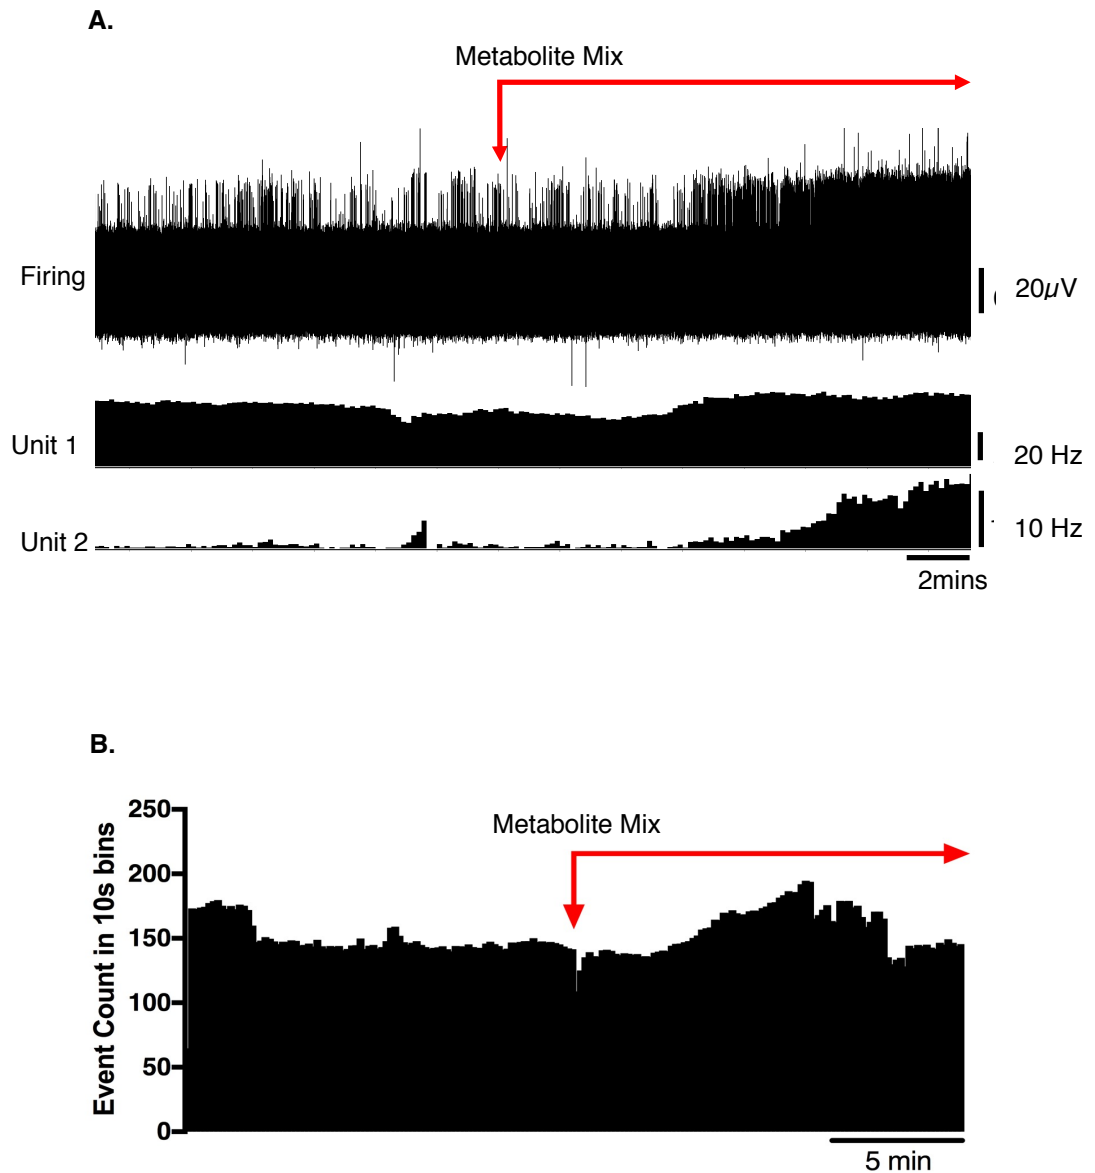 A.
Metabolite Mix
Firing
20µV
Unit 1
20 Hz
Unit 2
10 Hz
2mins
B.
Metabolite Mix
Event Count in 10s bins
250
200
150
100
50
0
5 min